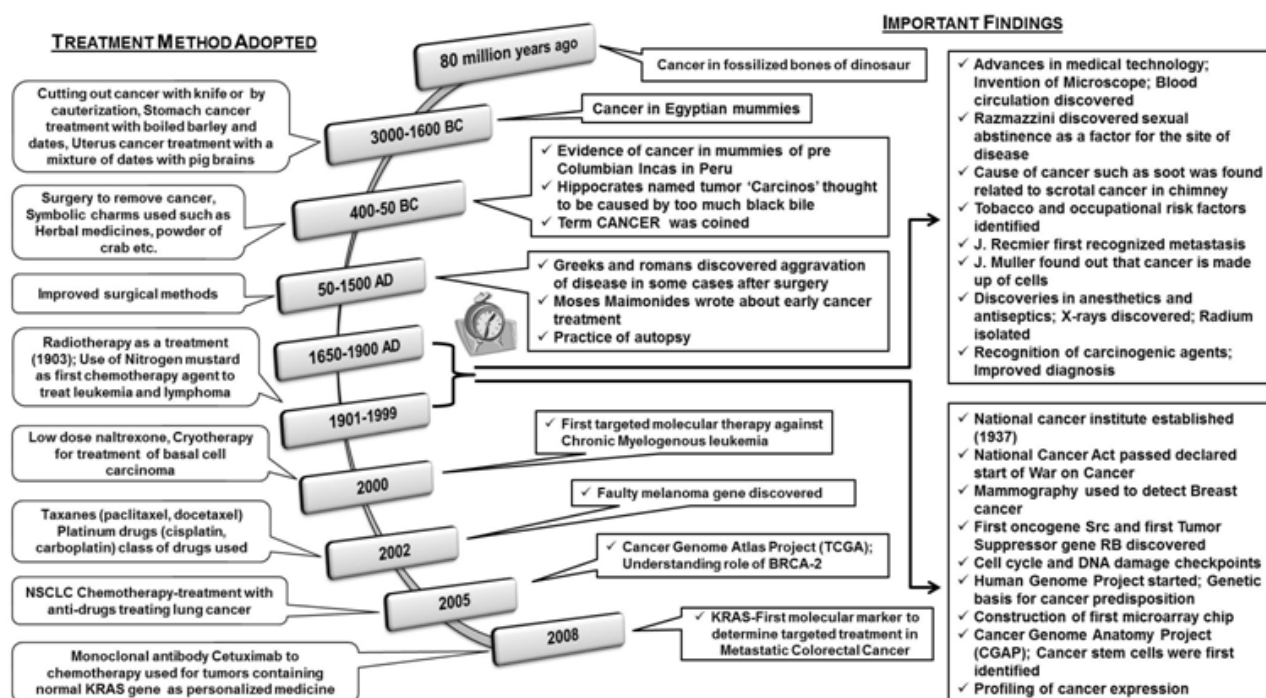 TREATMENT METHOD ADOPTED
IMPORTANT FINDINGS
80 million years ago
Cancer in fossilized bones of dinosaur
Cutting out cancer with knife or by
cauterization, Stomach cancer
treatment with boiled barley and
dates, Uterus cancer treatment with a
mixture of dates with pig brains
3000-1600 BC
Cancer in Egyptian mummies
Surgery to remove cancer,
Symbolic charms used such as
Herbal medicines, powder of
crab etc.
400-50 BC
✓ Evidence of cancer in mummies of pre
Columbian Incas in Peru
✓ Hippocrates named tumor ‘Carcinos’ thought
to be caused by too much black bile
✓ Term CANCER was coined
Improved surgical methods
50-1500 AD
✓ Greeks and romans discovered aggravation
of disease in some cases after surgery
✓ Moses Maimonides wrote about early cancer
treatment
✓ Practice of autopsy
Radiotherapy as a treatment
(1903); Use of Nitrogen mustard
as first chemotherapy agent to
treat leukemia and lymphoma
1650-1900 AD
1901-1999
Low dose naltrexone, Cryotherapy
for treatment of basal cell
carcinoma
2000
✓ First targeted molecular therapy against
Chronic Myelogenous leukemia
Taxanes (paclitaxel, docetaxel)
Platinum drugs (cisplatin,
carboplatin) class of drugs used
2002
✓ Faulty melanoma gene discovered
NSCLC Chemotherapy-treatment with
anti-drugs treating lung cancer
2005
✓ Cancer Genome Atlas Project (TCGA);
Understanding role of BRCA-2
Monoclonal antibody Cetuximab to
chemotherapy used for tumors containing
normal KRAS gene as personalized medicine
2008
✓ KRAS-First molecular marker to
determine targeted treatment in
Metastatic Colorectal Cancer
✓ Advances in medical technology;
Invention of Microscope; Blood
circulation discovered
✓ Razmazzini discovered sexual
abstinence as a factor for the site of
disease
✓ Cause of cancer such as soot was found
related to scrotal cancer in chimney
✓ Tobacco and occupational risk factors
identified
✓ J. Recmier first recognized metastasis
✓ J. Muller found out that cancer is made
up of cells
✓ Discoveries in anesthetics and
antiseptics; X-rays discovered; Radium
isolated
✓ Recognition of carcinogenic agents;
Improved diagnosis
✓ National cancer institute established
(1937)
✓ National Cancer Act passed declared
start of War on Cancer
✓ Mammography used to detect Breast
cancer
✓ First oncogene Src and first Tumor
Suppressor gene RB discovered
✓ Cell cycle and DNA damage checkpoints
✓ Human Genome Project started; Genetic
basis for cancer predisposition
✓ Construction of first microarray chip
✓ Cancer Genome Anatomy Project
(CGAP); Cancer stem cells were first
identified
✓ Profiling of cancer expression